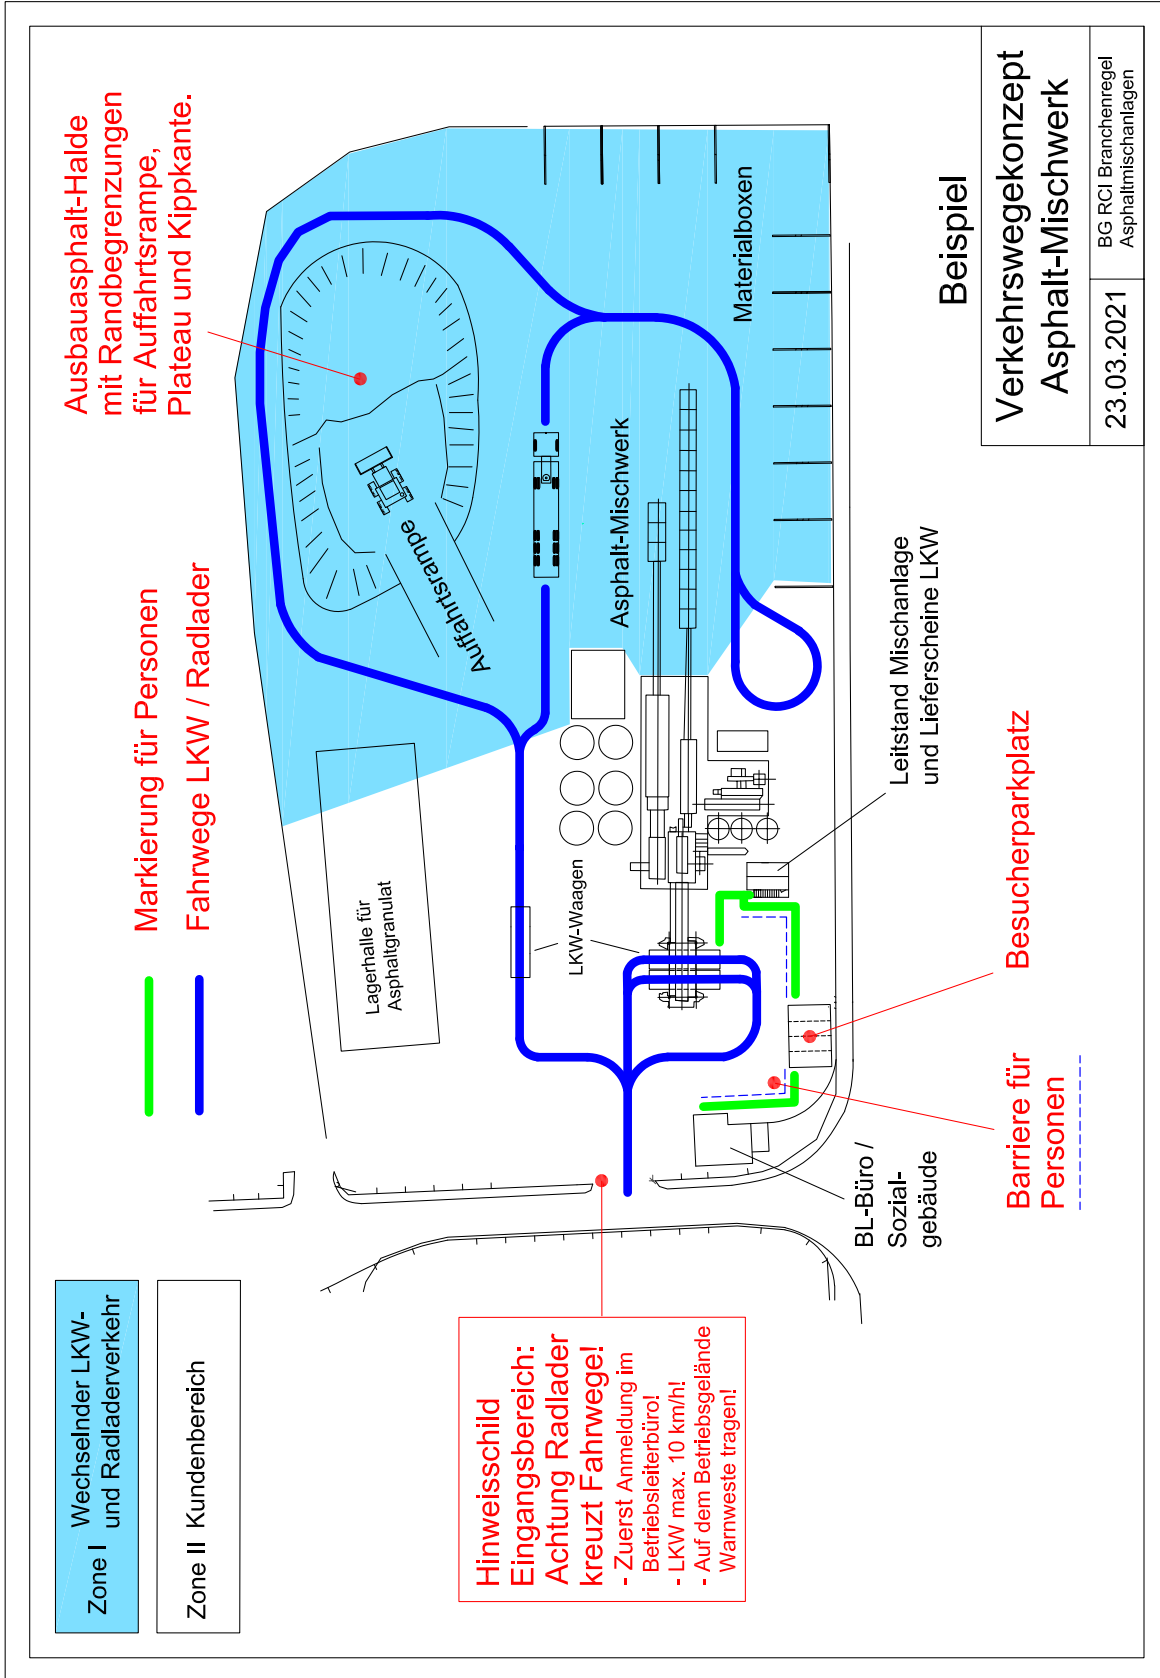 Zone I Wechselnder LKW-
und Radladerverkehr
Zone II Kundenbereich
Markierung für Personen
Fahrwege LKW / Radlader
Ausbauasphalt-Halde
mit Randbegrenzungen
für Auffahrtsrampe,
Plateau und Kippkante.
Lagerhalle für
Asphaltgranulat
LKW-Waagen
Auffahrtsrampe
Asphalt-Mischwerk
Materialboxen
Hinweisschild
Eingangsbereich:
Achtung Radlader
kreuzt Fahrwege!
- Zuerst Anmeldung im
Betriebsleiterbüro!
- LKW max. 10 km/h!
- Auf dem Betriebsgelände
Warnweste tragen!
BL-Büro /
Sozial-
gebäude
Barriere für
Personen
Besucherparkplatz
Leitstand Mischanlage
und Lieferscheine LKW
Beispiel
Verkehrswegekonzept
Asphalt-Mischwerk
23.03.2021
BG RCI Branchenregel
Asphaltmischanlagen